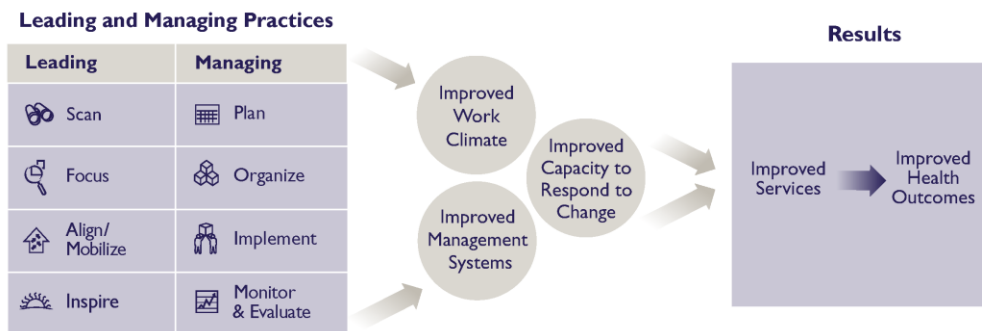 Leading and Managing Practices
Leading
Managing
Scan
Plan
Focus
Organize
Align/
Mobilize
Implement
Inspire
Monitor
& Evaluate
Improved
Work
Climate
Improved
Capacity to
Respond to
Change
Improved
Management
Systems
Results
Improved
Services
Improved
Health
Outcomes